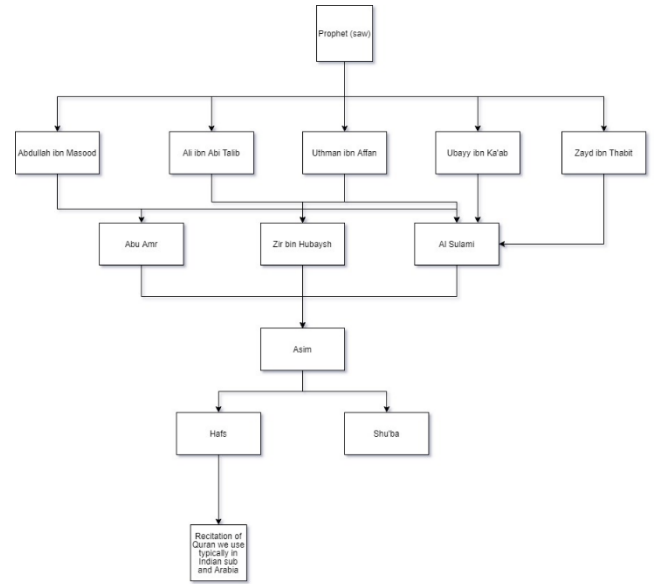 Prophet (saw)
Abdullah ibn Masood
Ali ibn Abi Talib
Uthman ibn Affan
Ubayy ibn Ka'ab
Zayd ibn Thabit
Abu Amr
Zir bin Hubaysh
Al Sulami
Asim
Hafs
Shu'ba
Recitation of
Quran we use
typically in
Indian sub
and Arabia